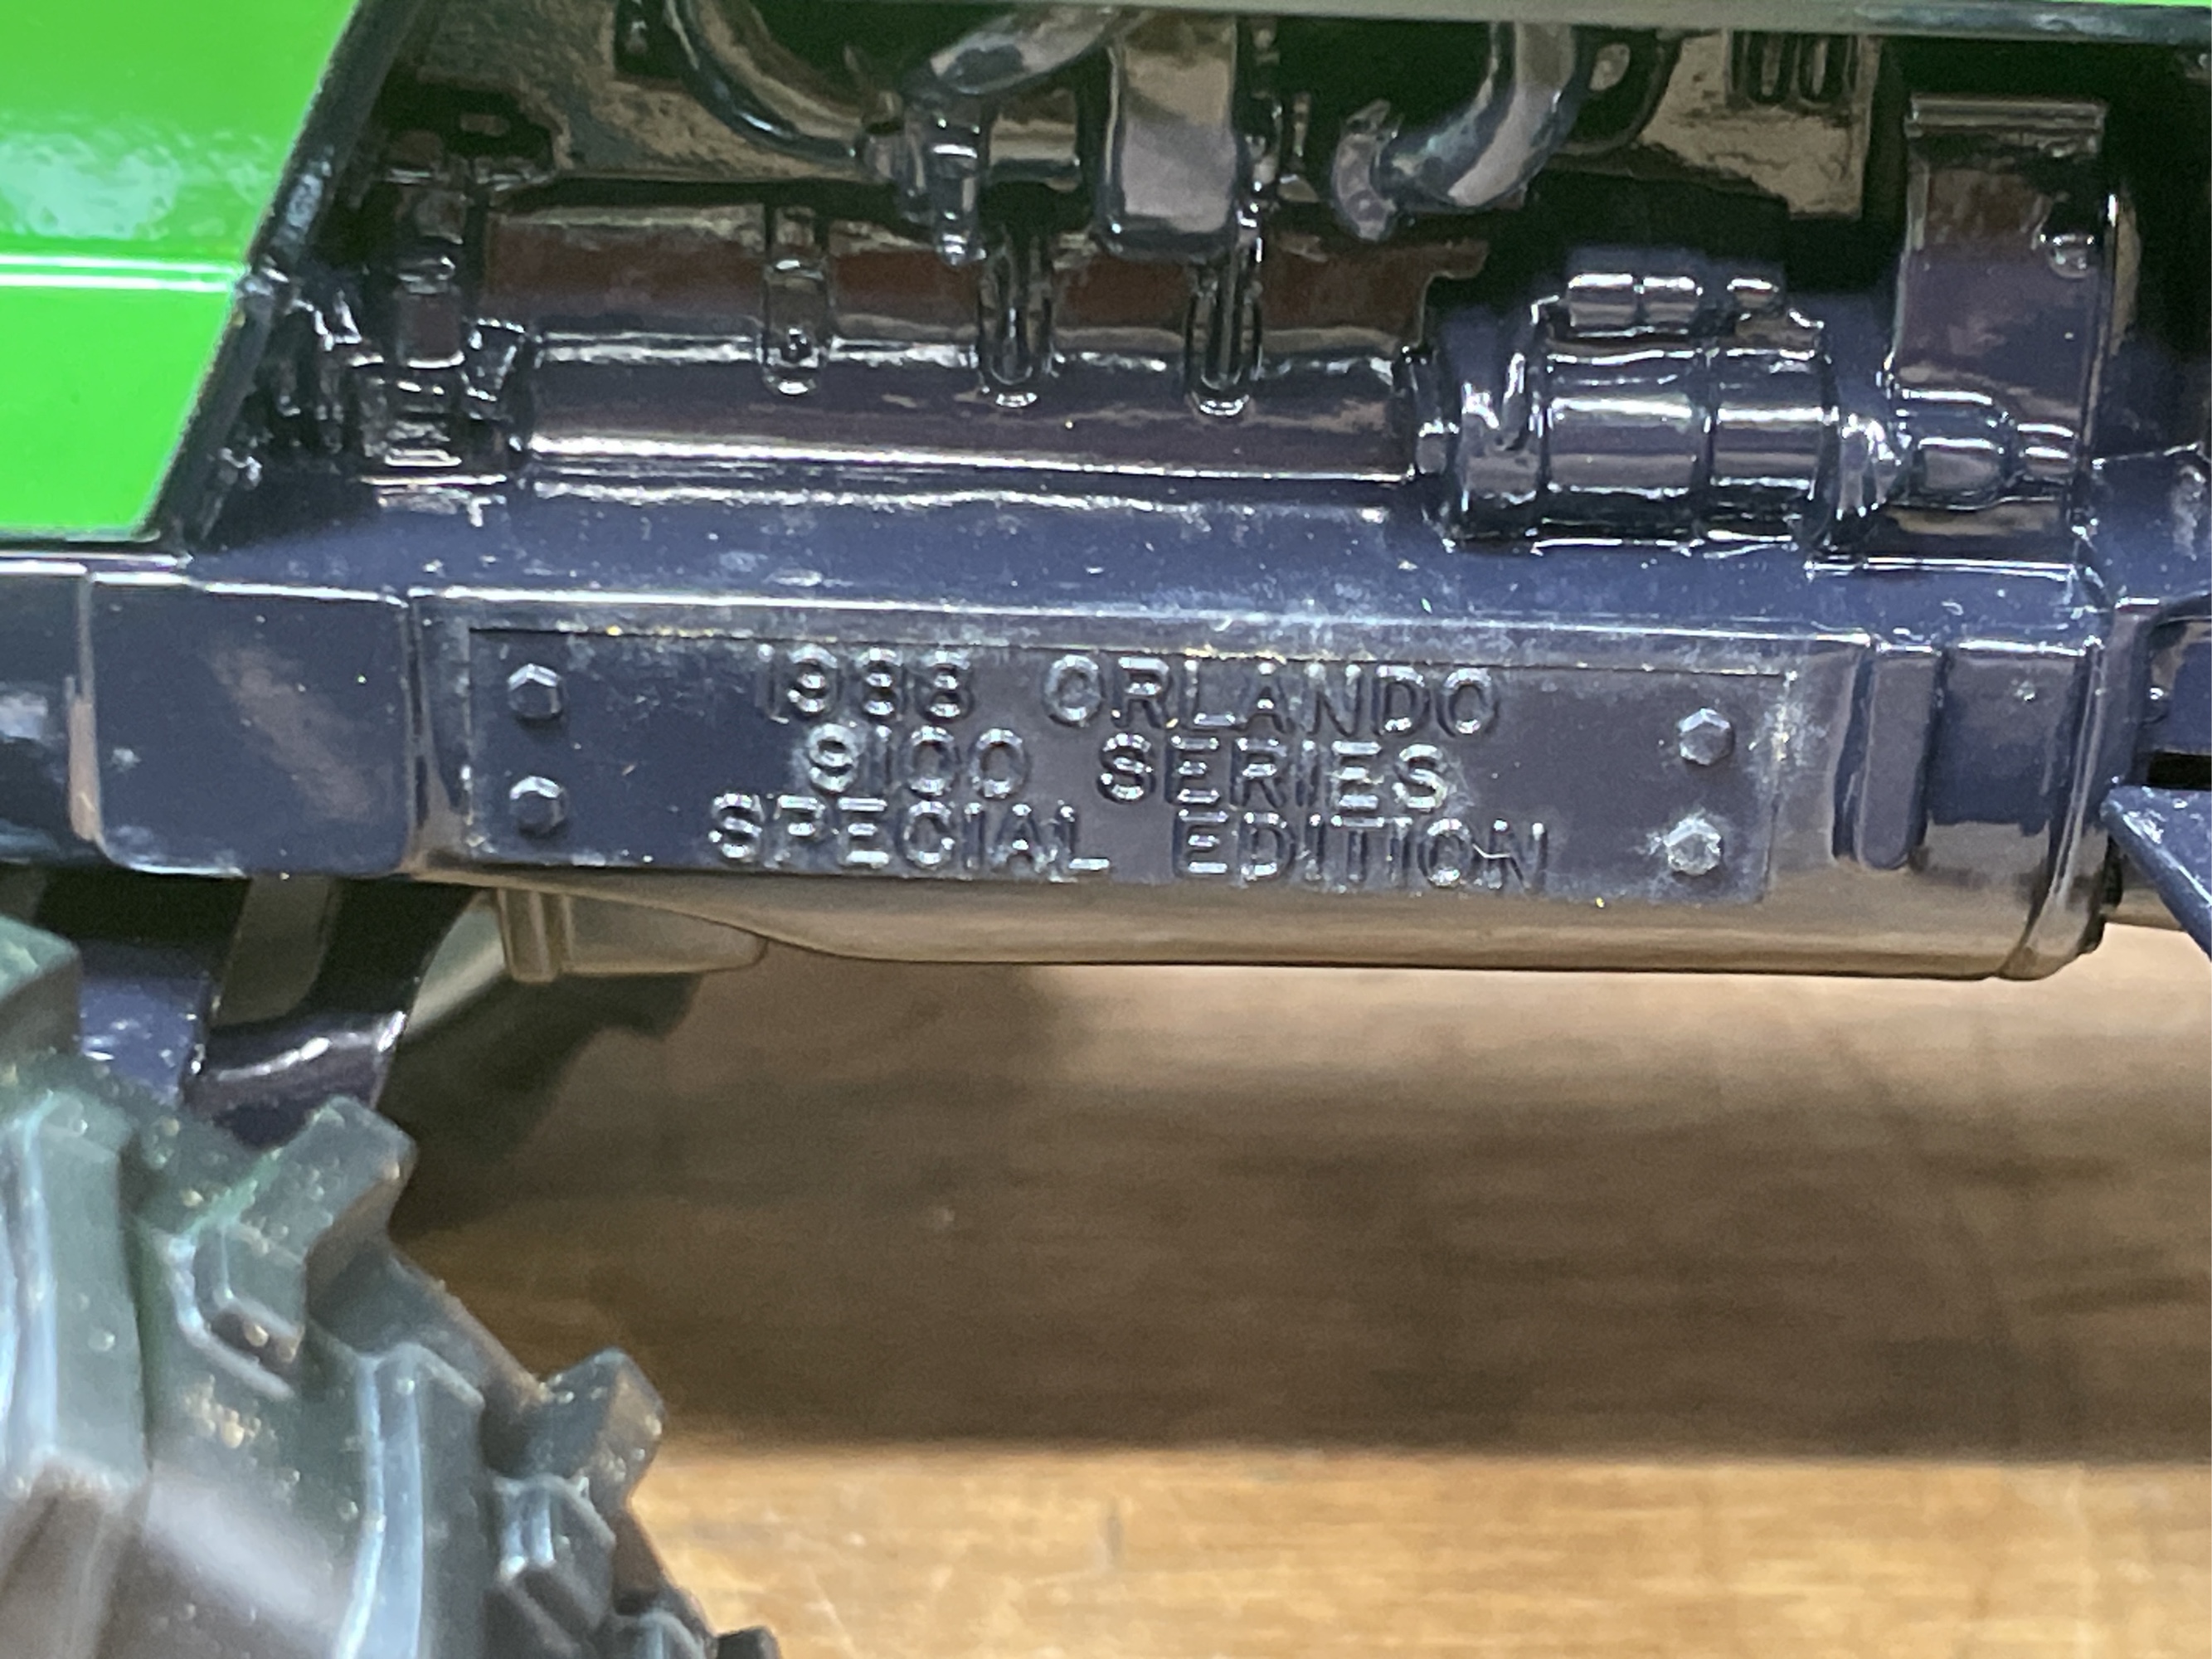 1988 ORLANDO
9100 SERIES
SPECIAL EDITION